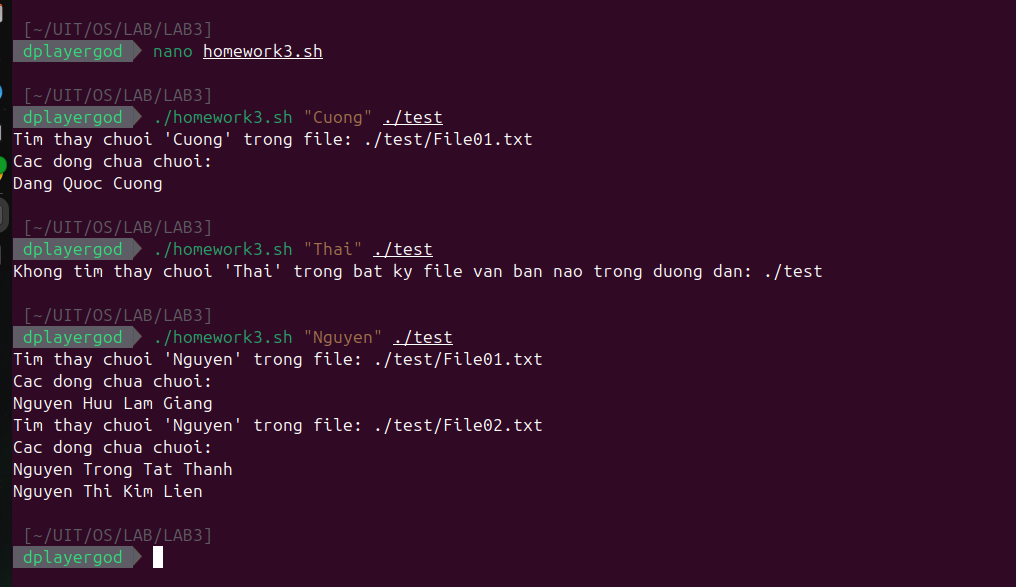 [~/UIT/OS/LAB/LAB3]
dplayergod nano homework3.sh
[~/UIT/OS/LAB/LAB3]
dplayergod ./homework3.sh "Cuong" ./test
Tim thay chuoi 'Cuong' trong file: ./test/File01.txt
Cac dong chua chuoi:
Dang Quoc Cuong
[~/UIT/OS/LAB/LAB3]
dplayergod ./homework3.sh "Thai" ./test
Khong tim thay chuoi 'Thai' trong bat ky file van ban nao trong duong dan: ./test
[~/UIT/OS/LAB/LAB3]
dplayergod ./homework3.sh "Nguyen" ./test
Tim thay chuoi 'Nguyen' trong file: ./test/File01.txt
Cac dong chua chuoi:
Nguyen Huu Lam Giang
Tim thay chuoi 'Nguyen' trong file: ./test/File02.txt
Cac dong chua chuoi:
Nguyen Trong Tat Thanh
Nguyen Thi Kim Lien
[~/UIT/OS/LAB/LAB3]
dplayergod